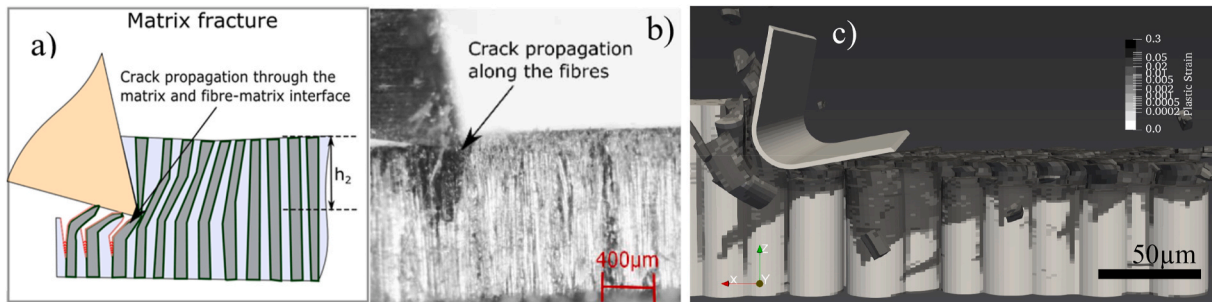 Matrix fracture
a)
Crack propagation through the
matrix and fibre-matrix interface
h₂
b)
Crack propagation
along the fibres
400μm
c)
0.3
0.05
0.02
0.01
0.005
0.002
0.001
0.0005
0.0002
0.0
Plastic Strain
Z
X
Y
50μm